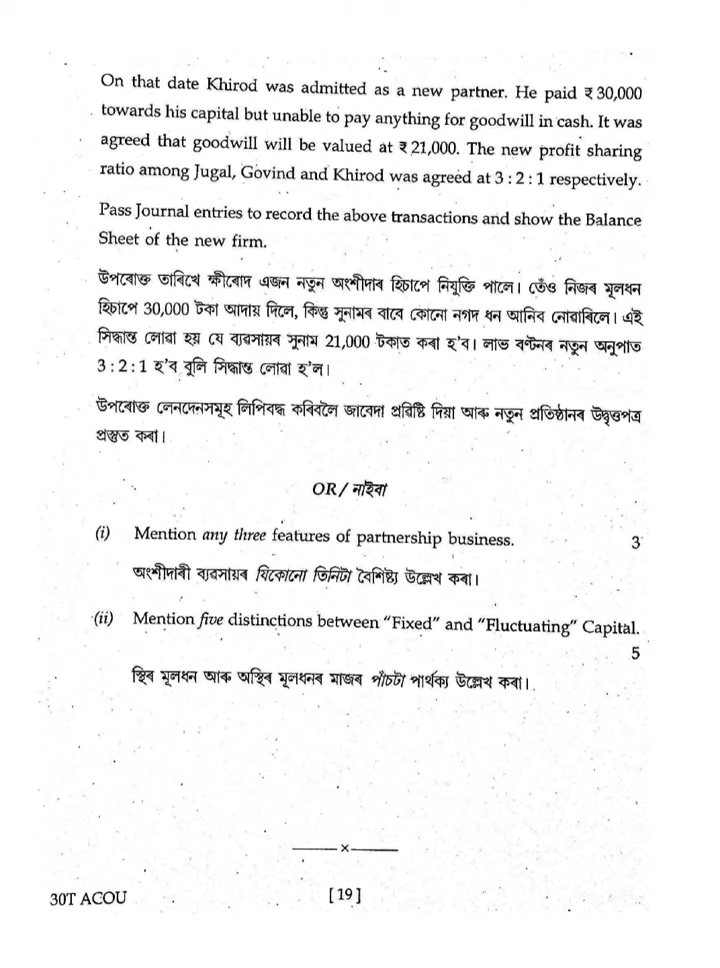 On that date Khirod was admitted as a new partner. He paid ₹ 30,000
towards his capital but unable to pay anything for goodwill in cash. It was
agreed that goodwill will be valued at ₹ 21,000. The new profit sharing
ratio among Jugal, Govind and Khirod was agreed at 3 : 2 : 1 respectively.
Pass Journal entries to record the above transactions and show the Balance
Sheet of the new firm.
উপৰোক্ত তাৰিখে ক্ষীৰোদ এজন নতুন অংশীদাৰ হিচাপে নিযুক্তি পালে। তেঁও নিজৰ মূলধন
হিচাপে 30,000 টকা আদায় দিলে, কিন্তু সুনামৰ বাবে কোনো নগদ ধন আনিব নোৱাৰিলে। এই
সিদ্ধান্ত লোৱা হয় যে ব্যৱসায়ৰ সুনাম 21,000 টকাত কৰা হ'ব। লাভ বণ্টনৰ নতুন অনুপাত
3 : 2 : 1 হ'ব বুলি সিদ্ধান্ত লোৱা হ'ল।
উপৰোক্ত লেনদেনসমূহ লিপিবদ্ধ কৰিবলৈ জাবেদা প্ৰৱিষ্টি দিয়া আৰু নতুন প্ৰতিষ্ঠানৰ উদ্বৃত্তপত্ৰ
প্ৰস্তুত কৰা।
OR / নাইবা
(i) Mention any three features of partnership business. 3
অংশীদাৰী ব্যৱসায়ৰ যিকোনো তিনিটা বৈশিষ্ট্য উল্লেখ কৰা।
(ii) Mention five distinctions between “Fixed” and “Fluctuating” Capital.
5
স্থিৰ মূলধন আৰু অস্থিৰ মূলধনৰ মাজৰ পাঁচটা পাৰ্থক্য উল্লেখ কৰা।
x
30T ACOU [ 19 ]